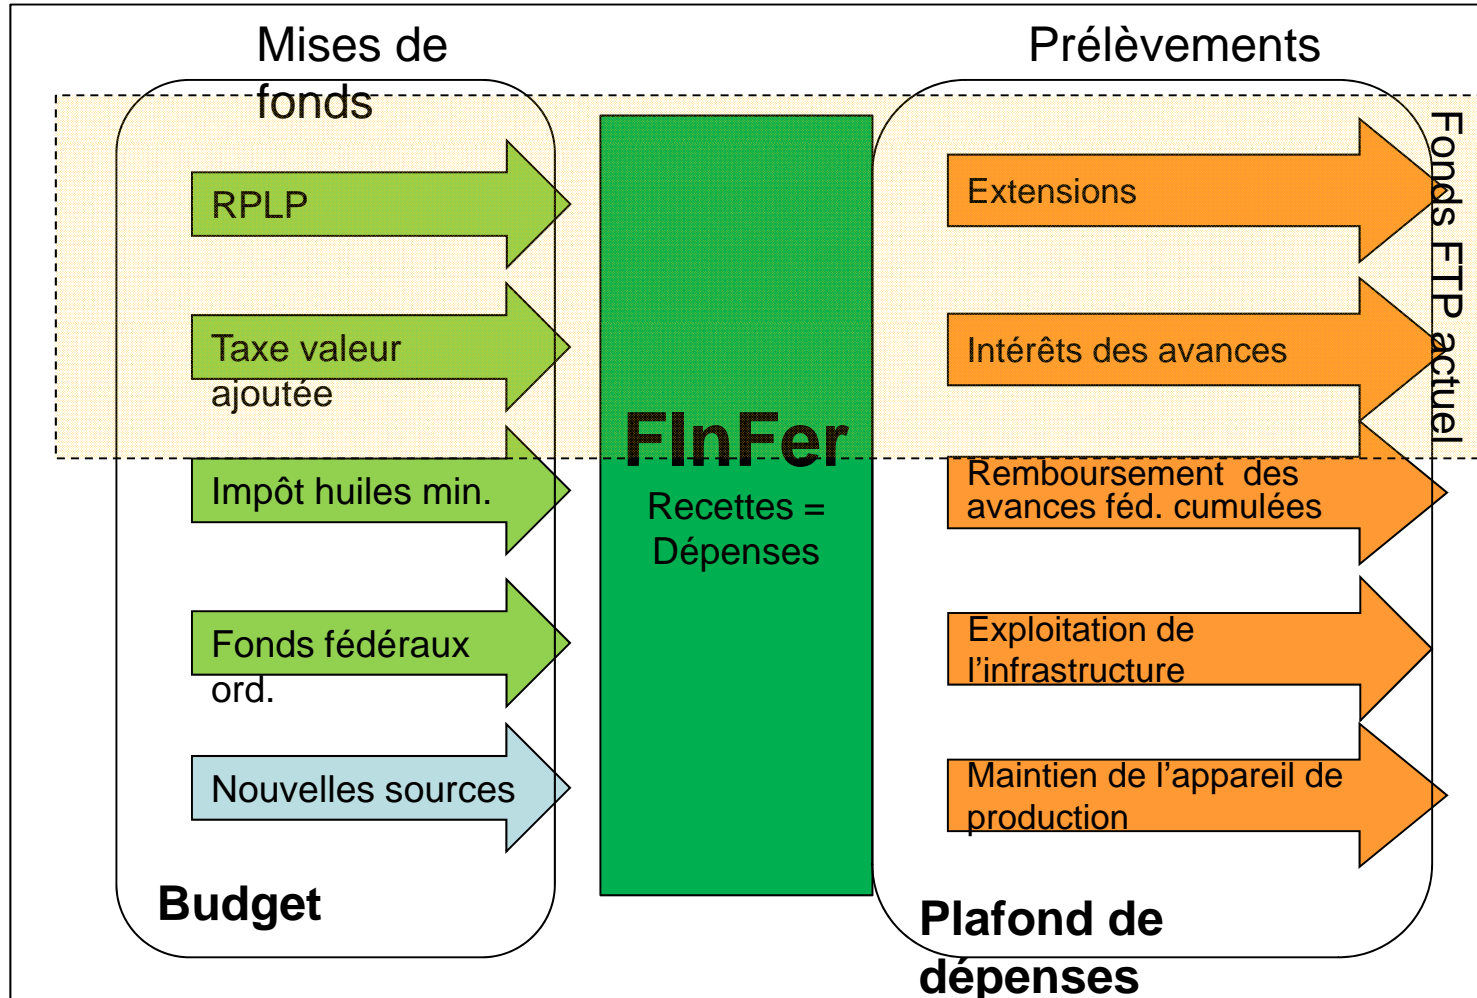 Mises de
fonds
RPLP
Taxe valeur
ajoutée
Impôt huiles min.
Fonds fédéraux
ord.
Nouvelles sources
Budget
FInFer
Recettes =
Dépenses
Prélèvements
Extensions
Intérêts des avances
Remboursement des
avances féd. cumulées
Exploitation de
l’infrastructure
Maintien de l’appareil de
production
Plafond de
dépenses
Fonds FTP actuel